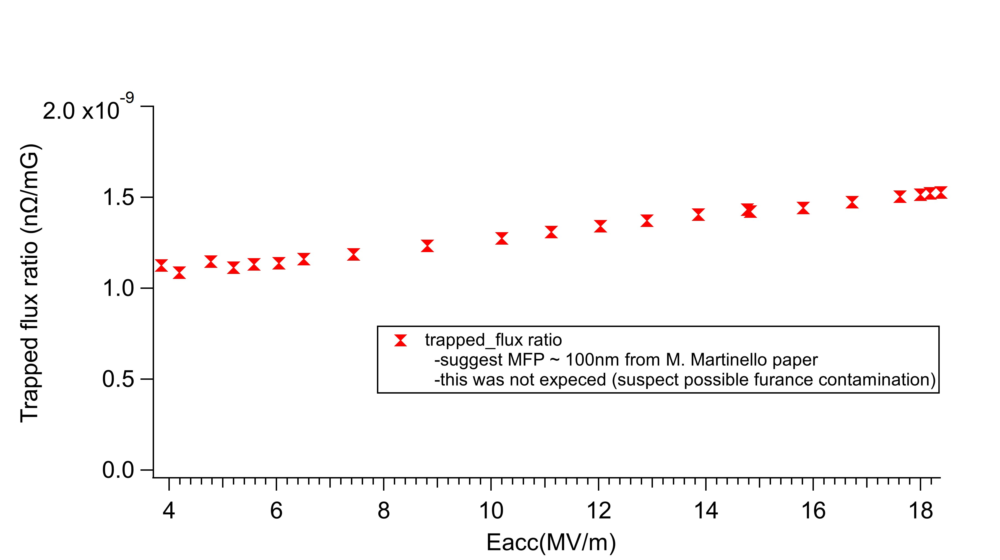 2.0 x10-9
1.5
1.0
0.5
0.0
Trapped flux ratio (nΩ/mG)
trapped_flux ratio
-suggest MFP ~ 100nm from M. Martinello paper
-this was not expeced (suspect possible furance contamination)
4 6 8 10 12 14 16 18
Eacc(MV/m)